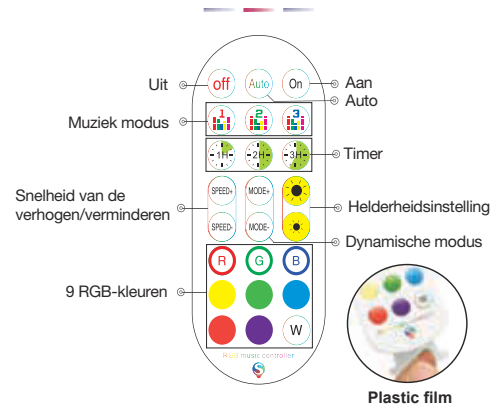 Uit
off
Auto
On
Aan
Auto
Muziek modus
1
2
3
1H
2H
3H
Timer
Snelheid van de
verhogen/verminderen
SPEED+
MODE+
SPEED-
MODE-
Helderheidsinstelling
Dynamische modus
R
G
B
9 RGB-kleuren
W
RGB music controller
S
Plastic film